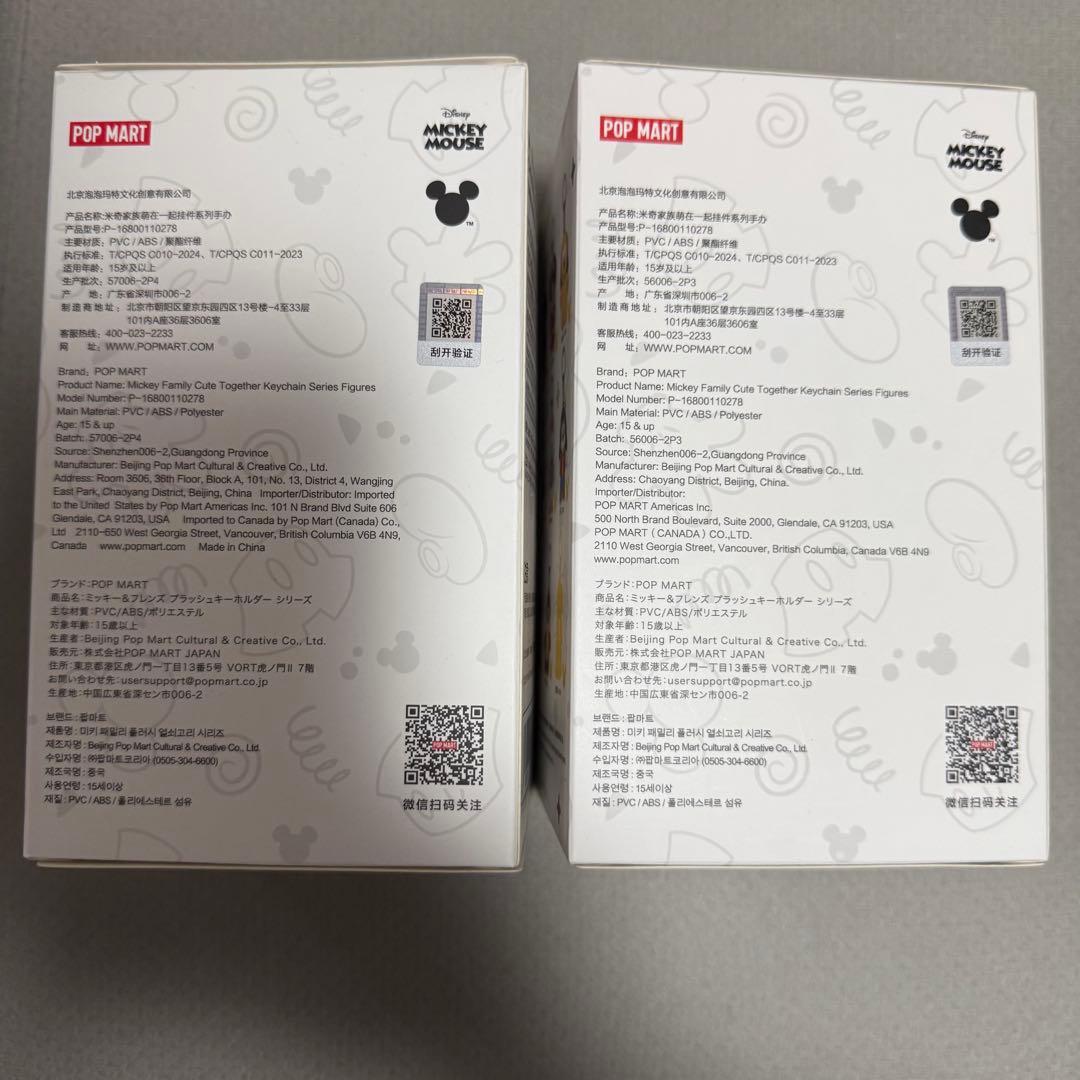 POP MART
Disney
MICKEY
MOUSE
TM
北京泡泡玛特文化创意有限公司
产品名称:米奇家族萌在一起挂件系列手办
产品型号:P-16800110278
主要材质: PVC / ABS / 聚酯纤维
执行标准: T/CPQS C010-2024、T/CPQS C011-2023
适用年龄: 15岁及以上
生产批次: 57006-2P4
产 地: 广东省深圳市006-2
制造商地址: 北京市朝阳区望京东园四区13号楼-4至33层
101内A座36层3606室
客服热线: 400-023-2233
网 址: WWW.POPMART.COM
刮开验证
Brand: POP MART
Product Name: Mickey Family Cute Together Keychain Series Figures
Model Number: P-16800110278
Main Material: PVC / ABS / Polyester
Age: 15 & up
Batch: 57006-2P4
Source: Shenzhen006-2,Guangdong Province
Manufacturer: Beijing Pop Mart Cultural & Creative Co., Ltd.
Address: Room 3606, 36th Floor, Block A, 101, No. 13, District 4, Wangjing
East Park, Chaoyang District, Beijing, China Importer/Distributor: Imported
to the United States by Pop Mart Americas Inc. 101 N Brand Blvd Suite 606
Glendale, CA 91203, USA Imported to Canada by Pop Mart (Canada) Co.,
Ltd 2110-650 West Georgia Street, Vancouver, British Columbia V6B 4N9,
Canada www.popmart.com Made in China
ブランド:POP MART
商品名:ミッキー&フレンズ プラッシュキーホルダー シリーズ
主な材質:PVC/ABS/ポリエステル
対象年齢:15歳以上
生産者:Beijing Pop Mart Cultural & Creative Co., Ltd.
販売元:株式会社POP MART JAPAN
住所:東京都港区虎ノ門一丁目13番5号 VORT虎ノ門Ⅱ 7階
お問い合わせ先:usersupport@popmart.co.jp
生産地:中国広東省深セン市006-2
브랜드 : 팝마트
제품명 : 미키 패밀리 플러시 열쇠고리 시리즈
제조자명 : Beijing Pop Mart Cultural & Creative Co., Ltd.
수입자명 : ㈜팝마트코리아 (0505-304-6600)
제조국명 : 중국
사용연령 : 15세이상
재질 : PVC / ABS / 폴리에스테르 섬유
POP MART
微信扫码关注
POP MART
Disney
MICKEY
MOUSE
TM
北京泡泡玛特文化创意有限公司
产品名称:米奇家族萌在一起挂件系列手办
产品型号:P-16800110278
主要材质: PVC / ABS / 聚酯纤维
执行标准: T/CPQS C010-2024、T/CPQS C011-2023
适用年龄: 15岁及以上
生产批次: 56006-2P3
产 地: 广东省深圳市006-2
制造商地址: 北京市朝阳区望京东园四区13号楼-4至33层
101内A座36层3606室
客服热线: 400-023-2233
网 址: WWW.POPMART.COM
刮开验证
Brand: POP MART
Product Name: Mickey Family Cute Together Keychain Series Figures
Model Number: P-16800110278
Main Material: PVC / ABS / Polyester
Age: 15 & up
Batch: 56006-2P3
Source: Shenzhen006-2,Guangdong Province
Manufacturer: Beijing Pop Mart Cultural & Creative Co., Ltd.
Address: Chaoyang District, Beijing, China.
Importer/Distributor:
POP MART Americas Inc.
500 North Brand Boulevard, Suite 2000, Glendale, CA 91203, USA
POP MART (CANADA) CO.,LTD.
2110 West Georgia Street, Vancouver, British Columbia, Canada V6B 4N9
www.popmart.com
ブランド:POP MART
商品名:ミッキー&フレンズ プラッシュキーホルダー シリーズ
主な材質:PVC/ABS/ポリエステル
対象年齢:15歳以上
生産者:Beijing Pop Mart Cultural & Creative Co., Ltd.
販売元:株式会社POP MART JAPAN
住所:東京都港区虎ノ門一丁目13番5号 VORT虎ノ門Ⅱ 7階
お問い合わせ先:usersupport@popmart.co.jp
生産地:中国広東省深セン市006-2
브랜드 : 팝마트
제품명 : 미키 패밀리 플러시 열쇠고리 시리즈
제조자명 : Beijing Pop Mart Cultural & Creative Co., Ltd.
수입자명 : ㈜팝마트코리아 (0505-304-6600)
제조국명 : 중국
사용연령 : 15세이상
재질 : PVC / ABS / 폴리에스테르 섬유
POP MART
微信扫码关注